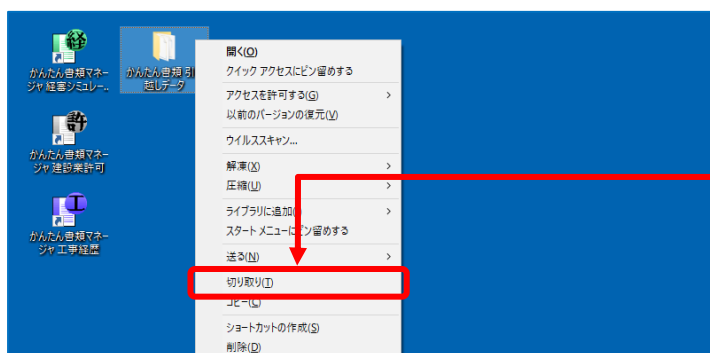 経
かんたん書類マネー
ジャ 経審シミュレー...
かんたん書類 引
越しデータ
許
かんたん書類マネー
ジャ 建設業許可
工
かんたん書類マネー
ジャ 工事経歴
開く(O)
クイック アクセスにピン留めする
アクセスを許可する(G)
以前のバージョンの復元(V)
ウイルススキャン...
解凍(X)
圧縮(U)
ライブラリに追加(I)
スタート メニューにピン留めする
送る(N)
切り取り(T)
コピー(C)
ショートカットの作成(S)
削除(D)